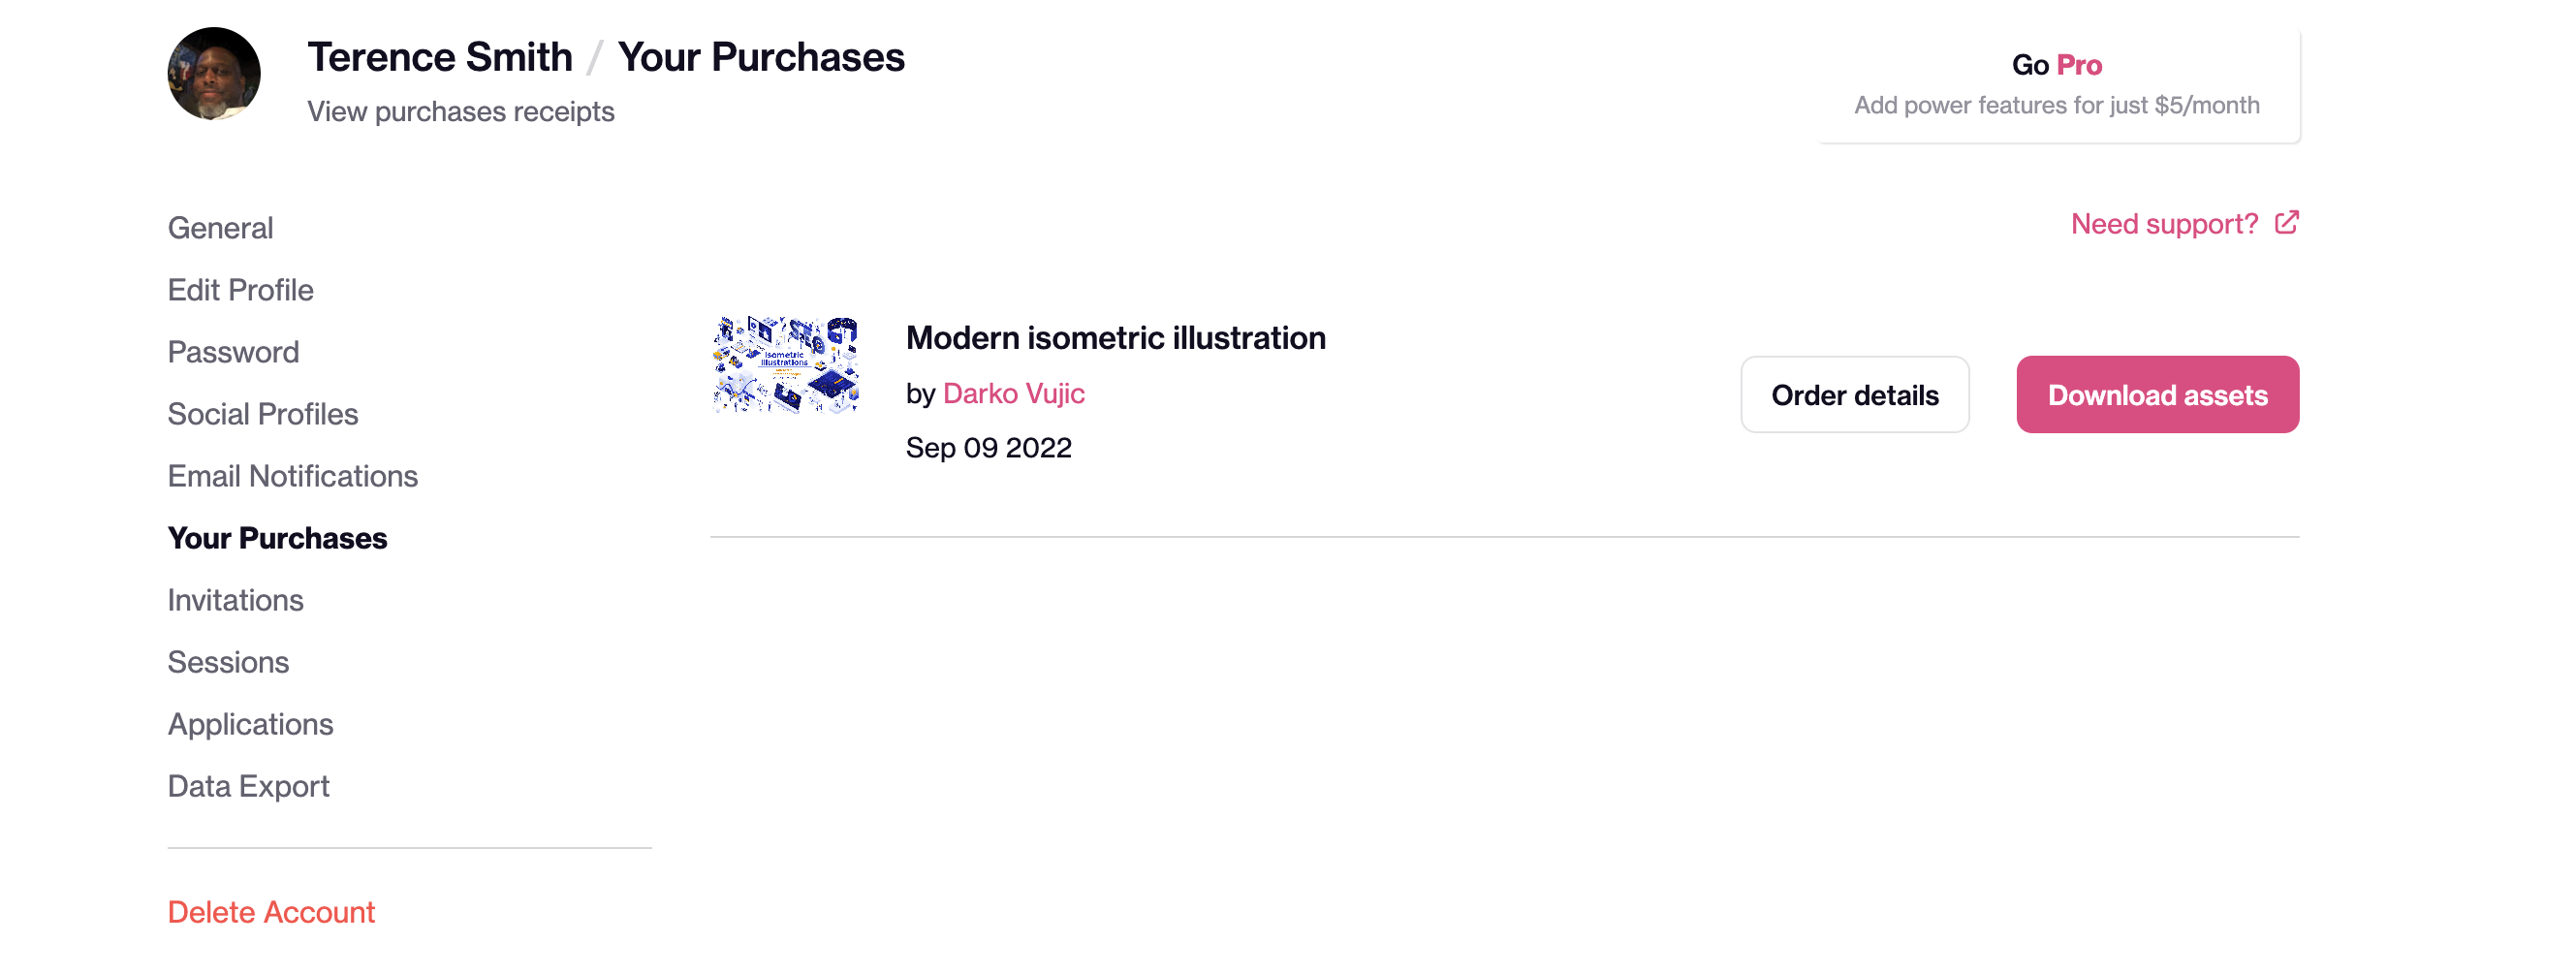 Terence Smith / Your Purchases
View purchases receipts
Go Pro
Add power features for just $5/month
General
Edit Profile
Password
Social Profiles
Email Notifications
Your Purchases
Invitations
Sessions
Applications
Data Export
Delete Account
Need support?
Isometric
Illustrations
Modern isometric illustration
by Darko Vujic
Sep 09 2022
Order details
Download assets